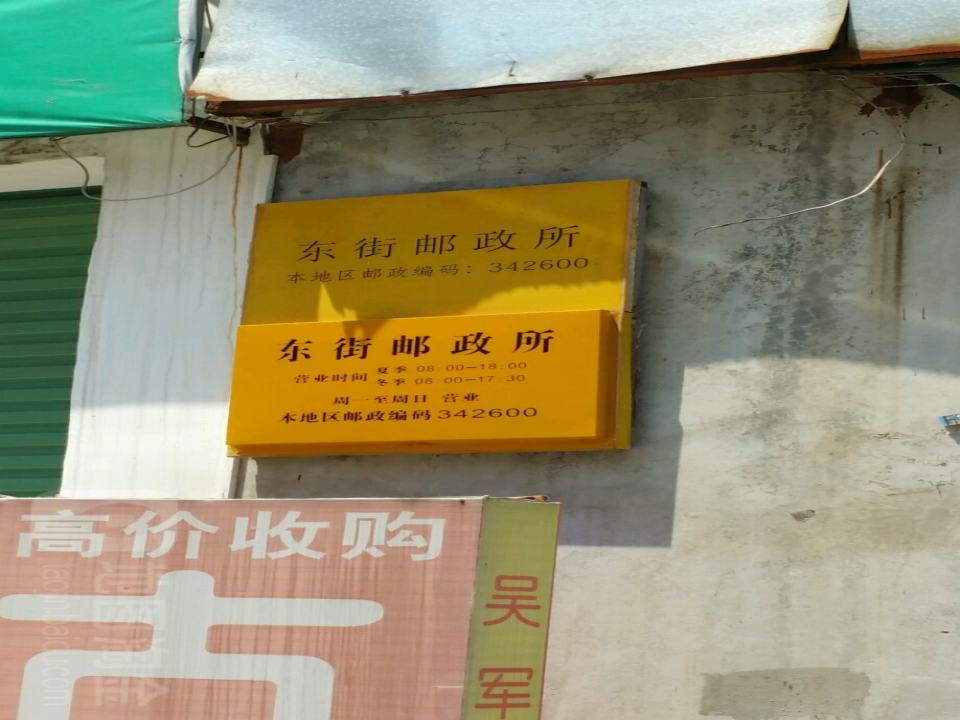 东街邮政所
本地区邮政编码：342600
东街邮政所
营业时间
夏季 08:00—18:00
冬季 08:00—17:30
周一至周日 营业
本地区邮政编码342600
高价收购
吴军